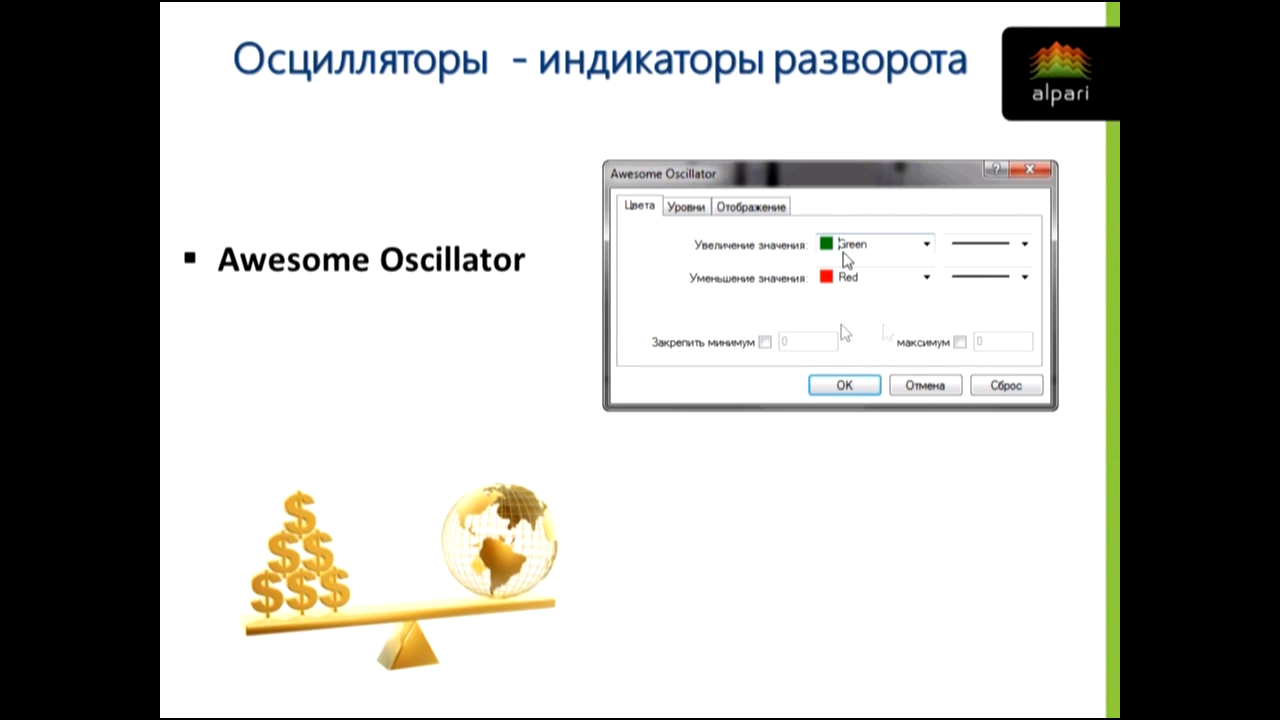 Осцилляторы - индикаторы разворота
alpari
Awesome Oscillator
Awesome Oscillator
Цвета Уровни Отображение
Увеличение значения: Green
Уменьшение значения: Red
Закрепить минимум 0 максимум 0
OK Отмена Сброс
$
$$
$$$